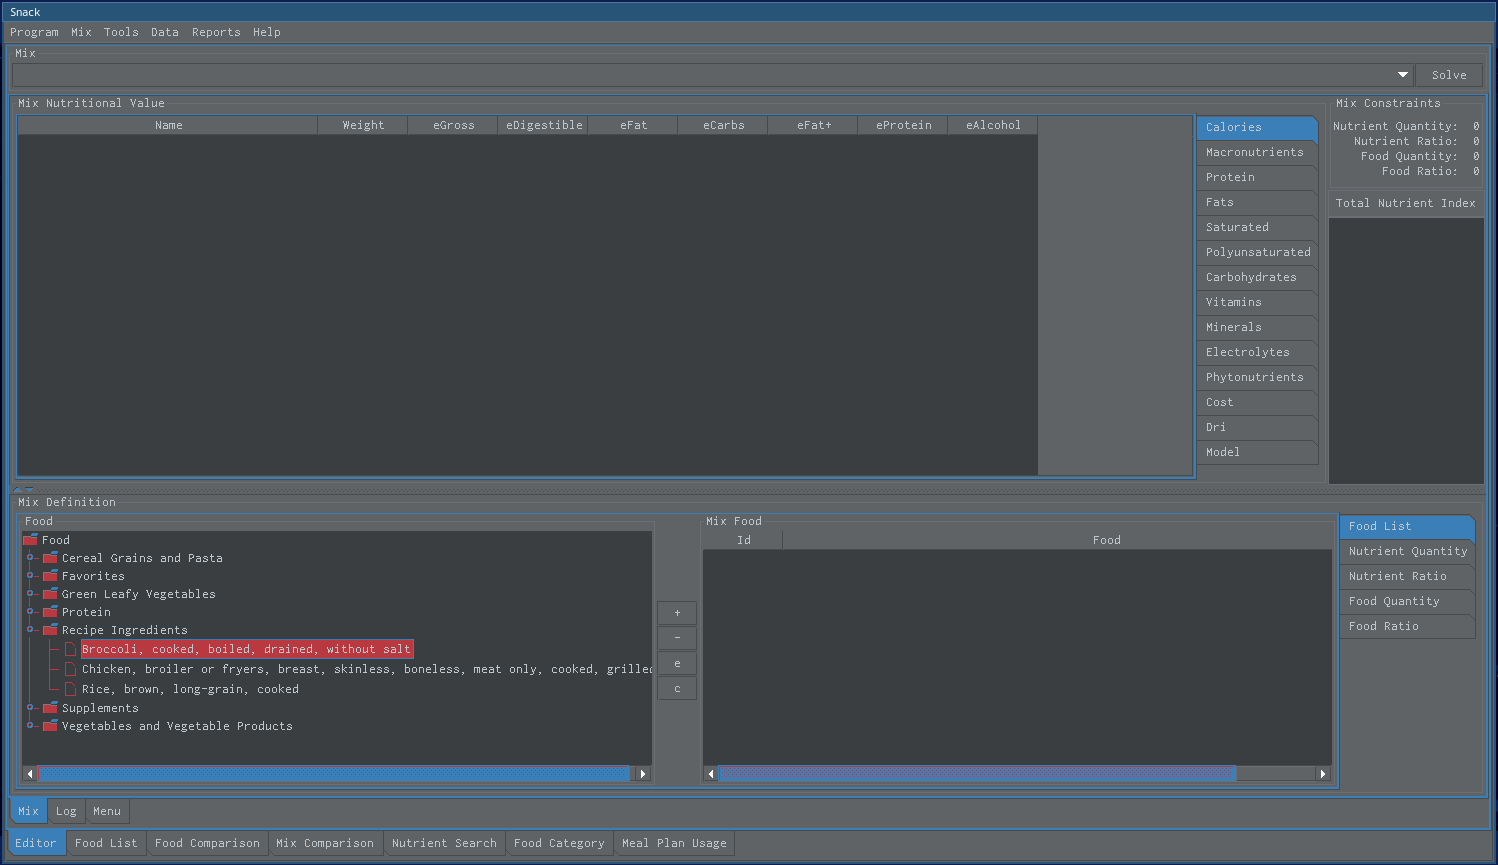 Snack
Program Mix Tools Data Reports Help
Mix
Solve
Mix Nutritional Value
Name Weight eGross eDigestible eFat eCarbs eFat+ eProtein eAlcohol
Calories
Macronutrients
Protein
Fats
Saturated
Polyunsaturated
Carbohydrates
Vitamins
Minerals
Electrolytes
Phytonutrients
Cost
Dri
Model
Mix Constraints
Nutrient Quantity: 0
Nutrient Ratio: 0
Food Quantity: 0
Food Ratio: 0
Total Nutrient Index
Mix Definition
Food
Food
Cereal Grains and Pasta
Favorites
Green Leafy Vegetables
Protein
Recipe Ingredients
Broccoli, cooked, boiled, drained, without salt
Chicken, broiler or fryers, breast, skinless, boneless, meat only, cooked, grilled
Rice, brown, long-grain, cooked
Supplements
Vegetables and Vegetable Products
+
-
e
c
Mix Food
Id Food
Food List
Nutrient Quantity
Nutrient Ratio
Food Quantity
Food Ratio
Mix Log Menu
Editor Food List Food Comparison Mix Comparison Nutrient Search Food Category Meal Plan Usage